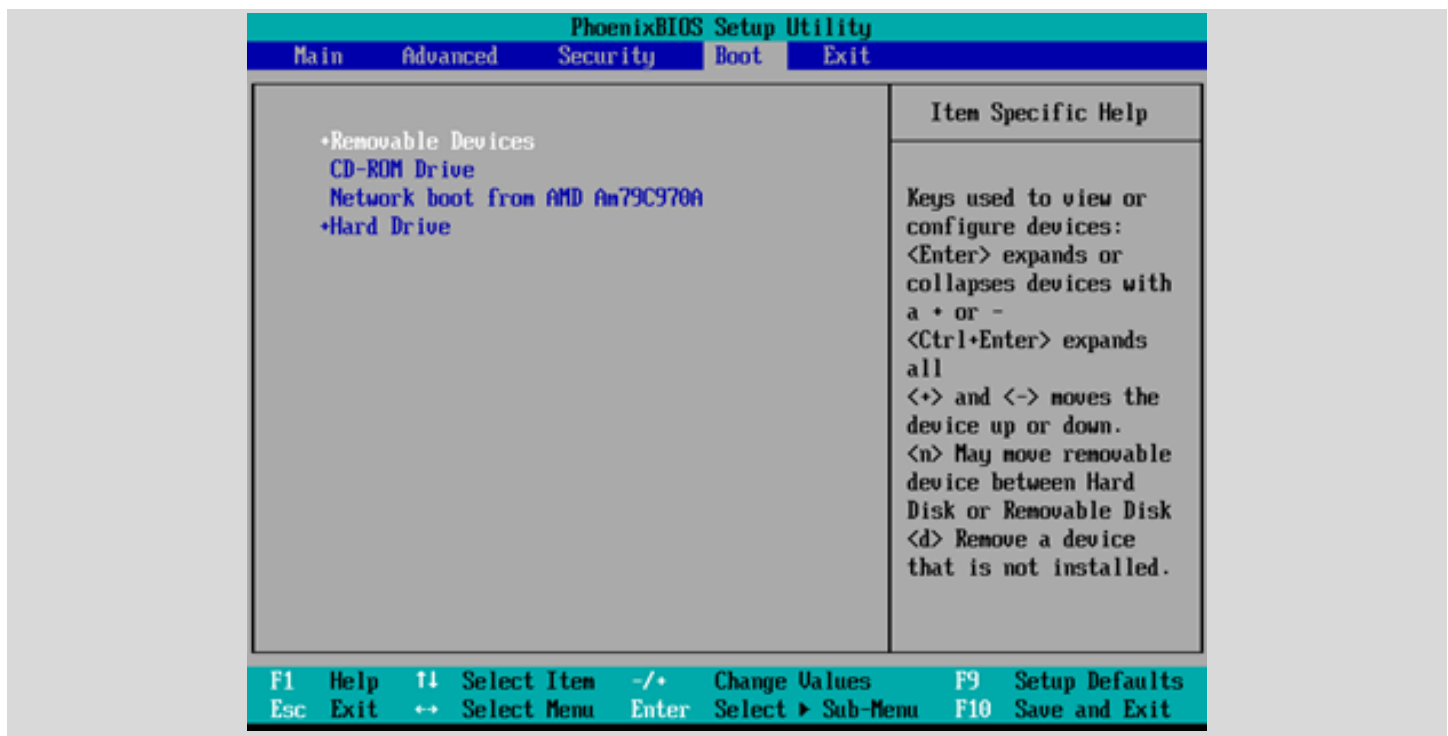 PhoenixBIOS Setup Utility
Main Advanced Security Boot Exit
+Removable Devices
CD-ROM Drive
Network boot from AMD Am79C970A
+Hard Drive
Item Specific Help
Keys used to view or
configure devices:
<Enter> expands or
collapses devices with
a + or -
<Ctrl+Enter> expands
all
<+> and <-> moves the
device up or down.
<n> May move removable
device between Hard
Disk or Removable Disk
<d> Remove a device
that is not installed.
F1 Help ↑↓ Select Item -/+ Change Values F9 Setup Defaults
Esc Exit ↔ Select Menu Enter Select ▶ Sub-Menu F10 Save and Exit